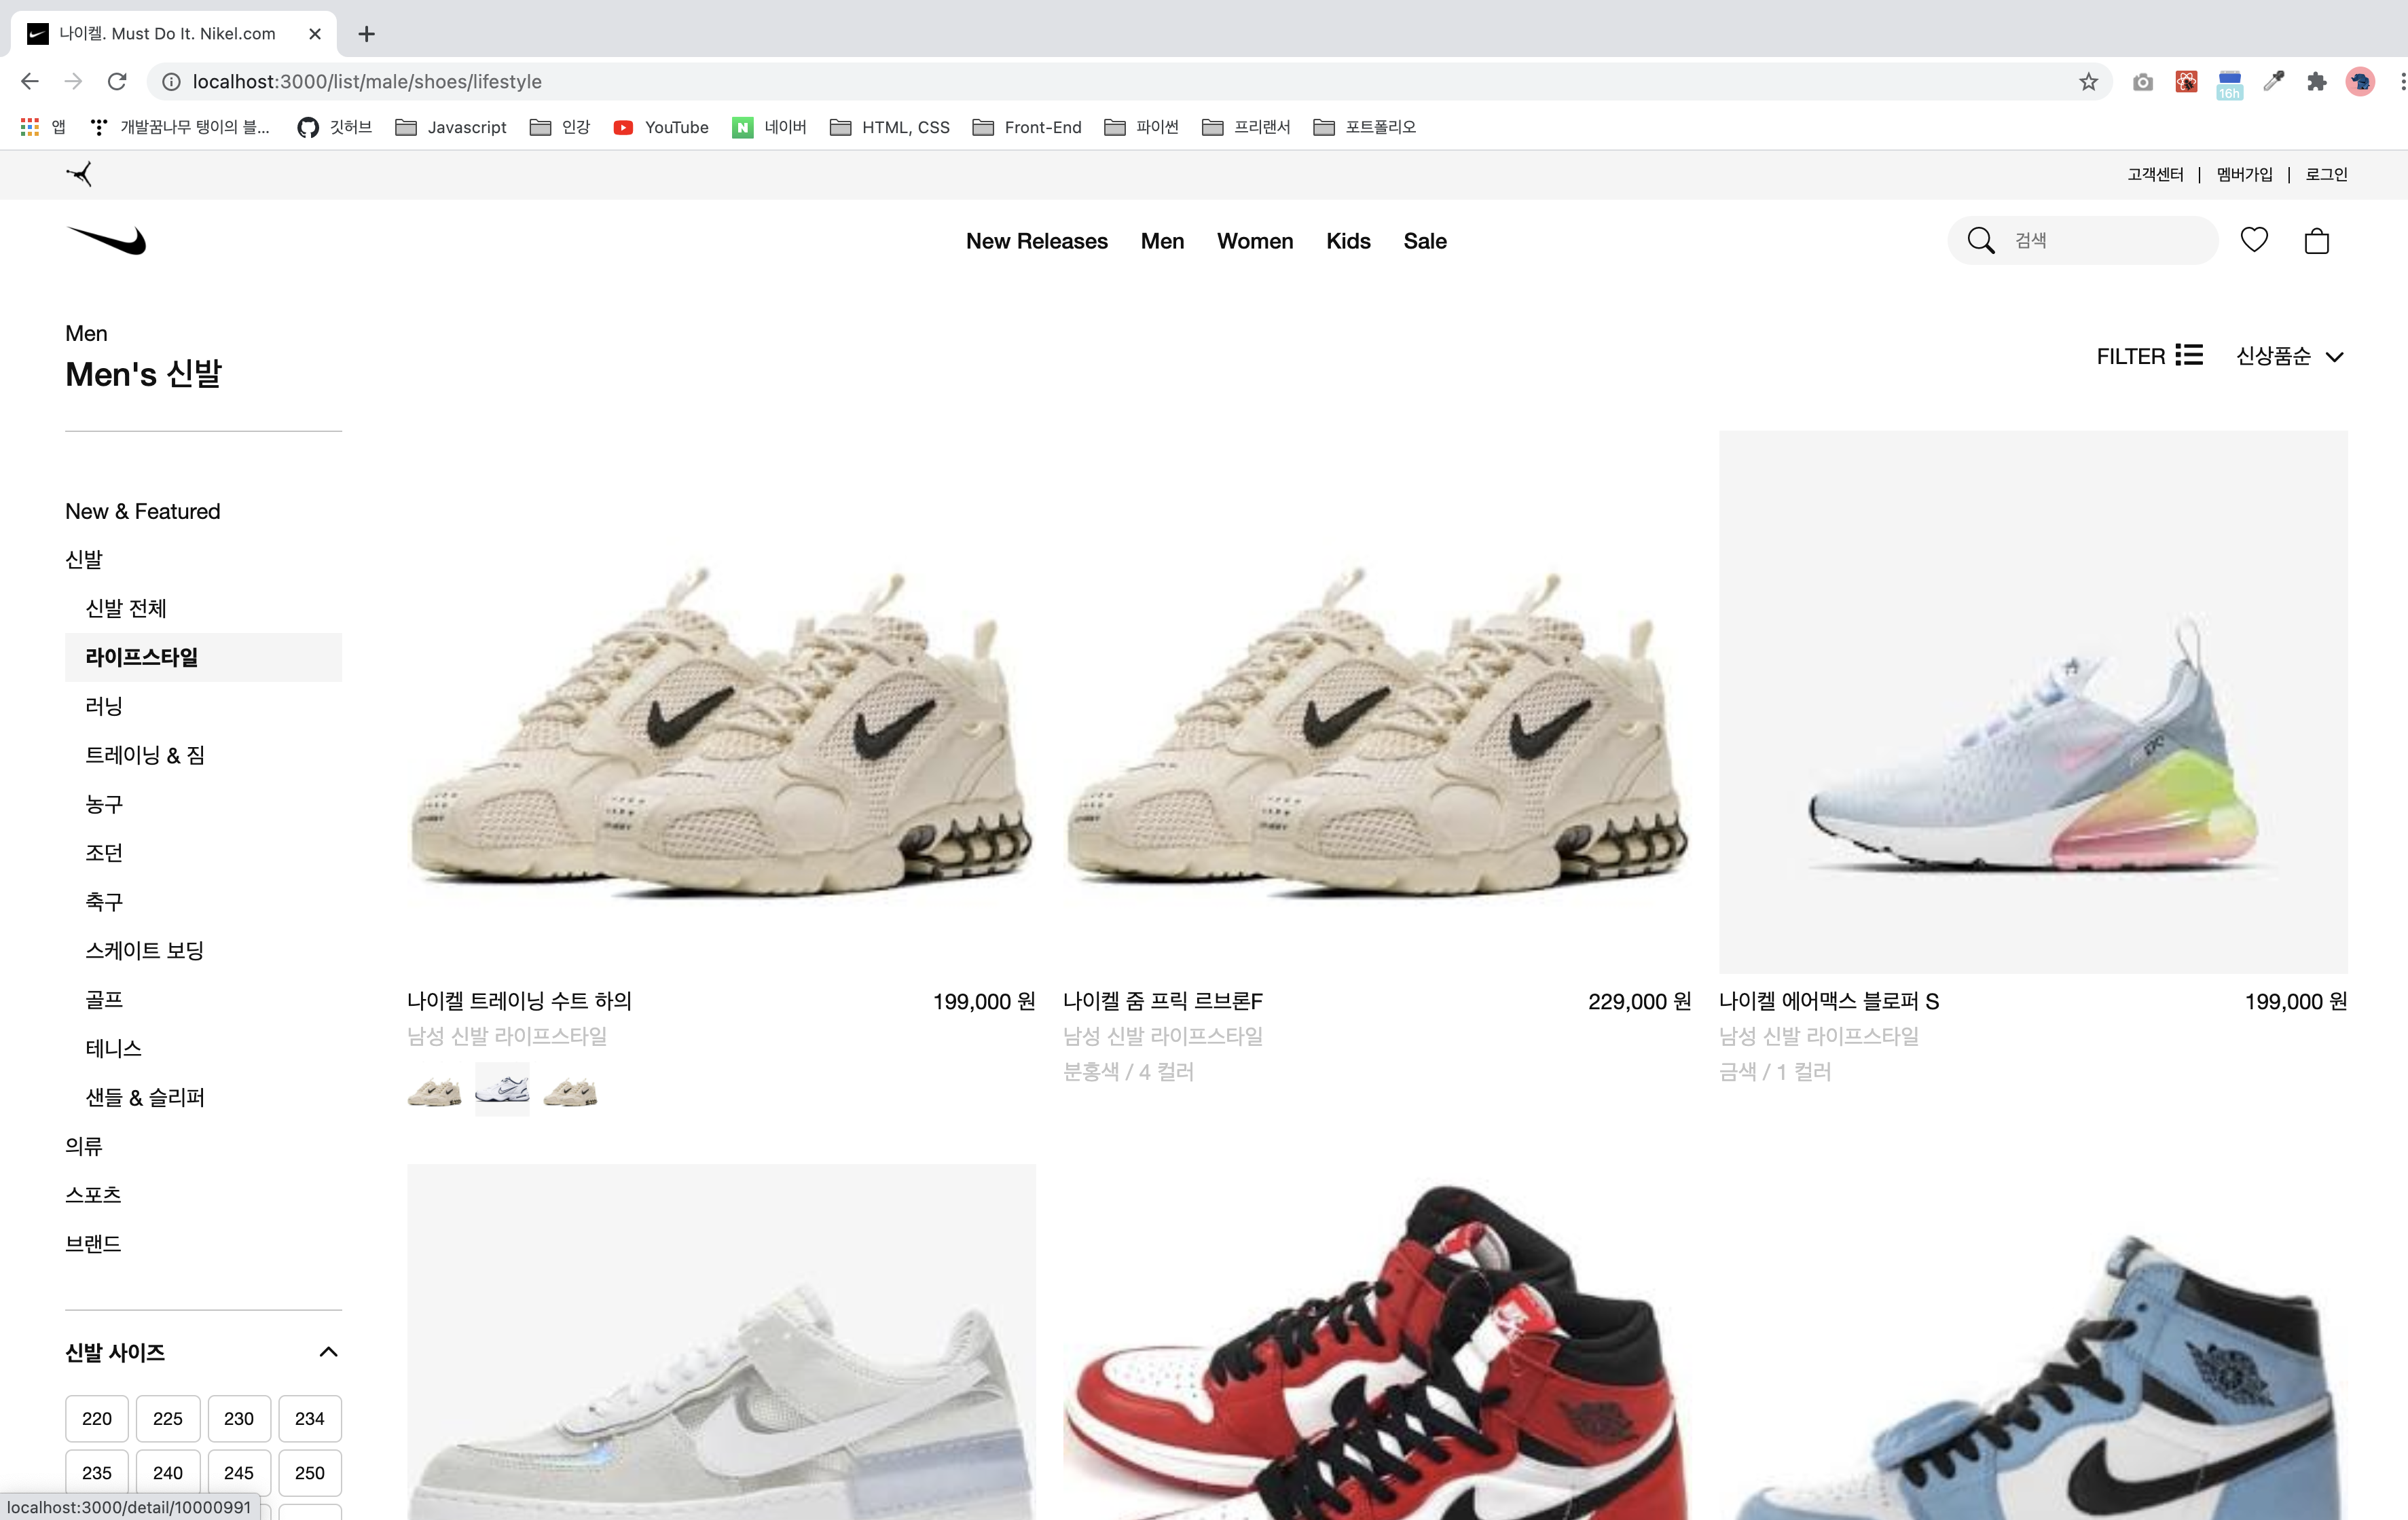 나이켈. Must Do It. Nikel.com
localhost:3000/list/male/shoes/lifestyle
16h
앱
개발꿈나무 탱이의 블...
깃허브
Javascript
인강
YouTube
N 네이버
HTML, CSS
Front-End
파이썬
프리랜서
포트폴리오
고객센터 | 멤버가입 | 로그인
New Releases Men Women Kids Sale
검색
Men
Men's 신발
FILTER 신상품순
New & Featured
신발
신발 전체
라이프스타일
러닝
트레이닝 & 짐
농구
조던
축구
스케이트 보딩
골프
테니스
샌들 & 슬리퍼
의류
스포츠
브랜드
신발 사이즈
220 225 230 234
235 240 245 250
나이켈 트레이닝 수트 하의 199,000 원
남성 신발 라이프스타일
나이켈 줌 프릭 르브론F 229,000 원
남성 신발 라이프스타일
분홍색 / 4 컬러
나이켈 에어맥스 블로퍼 S 199,000 원
남성 신발 라이프스타일
금색 / 1 컬러
localhost:3000/detail/10000991